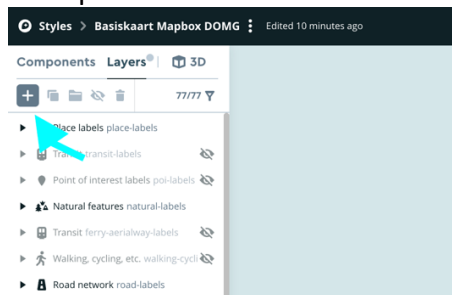 Styles > Basiskaart Mapbox DOMG Edited 10 minutes ago
Components Layers 3D
77/77
Place labels place-labels
Transit transit-labels
Point of interest labels poi-labels
Natural features natural-labels
Transit ferry-aerialway-labels
Walking, cycling, etc. walking-cycli
Road network road-labels